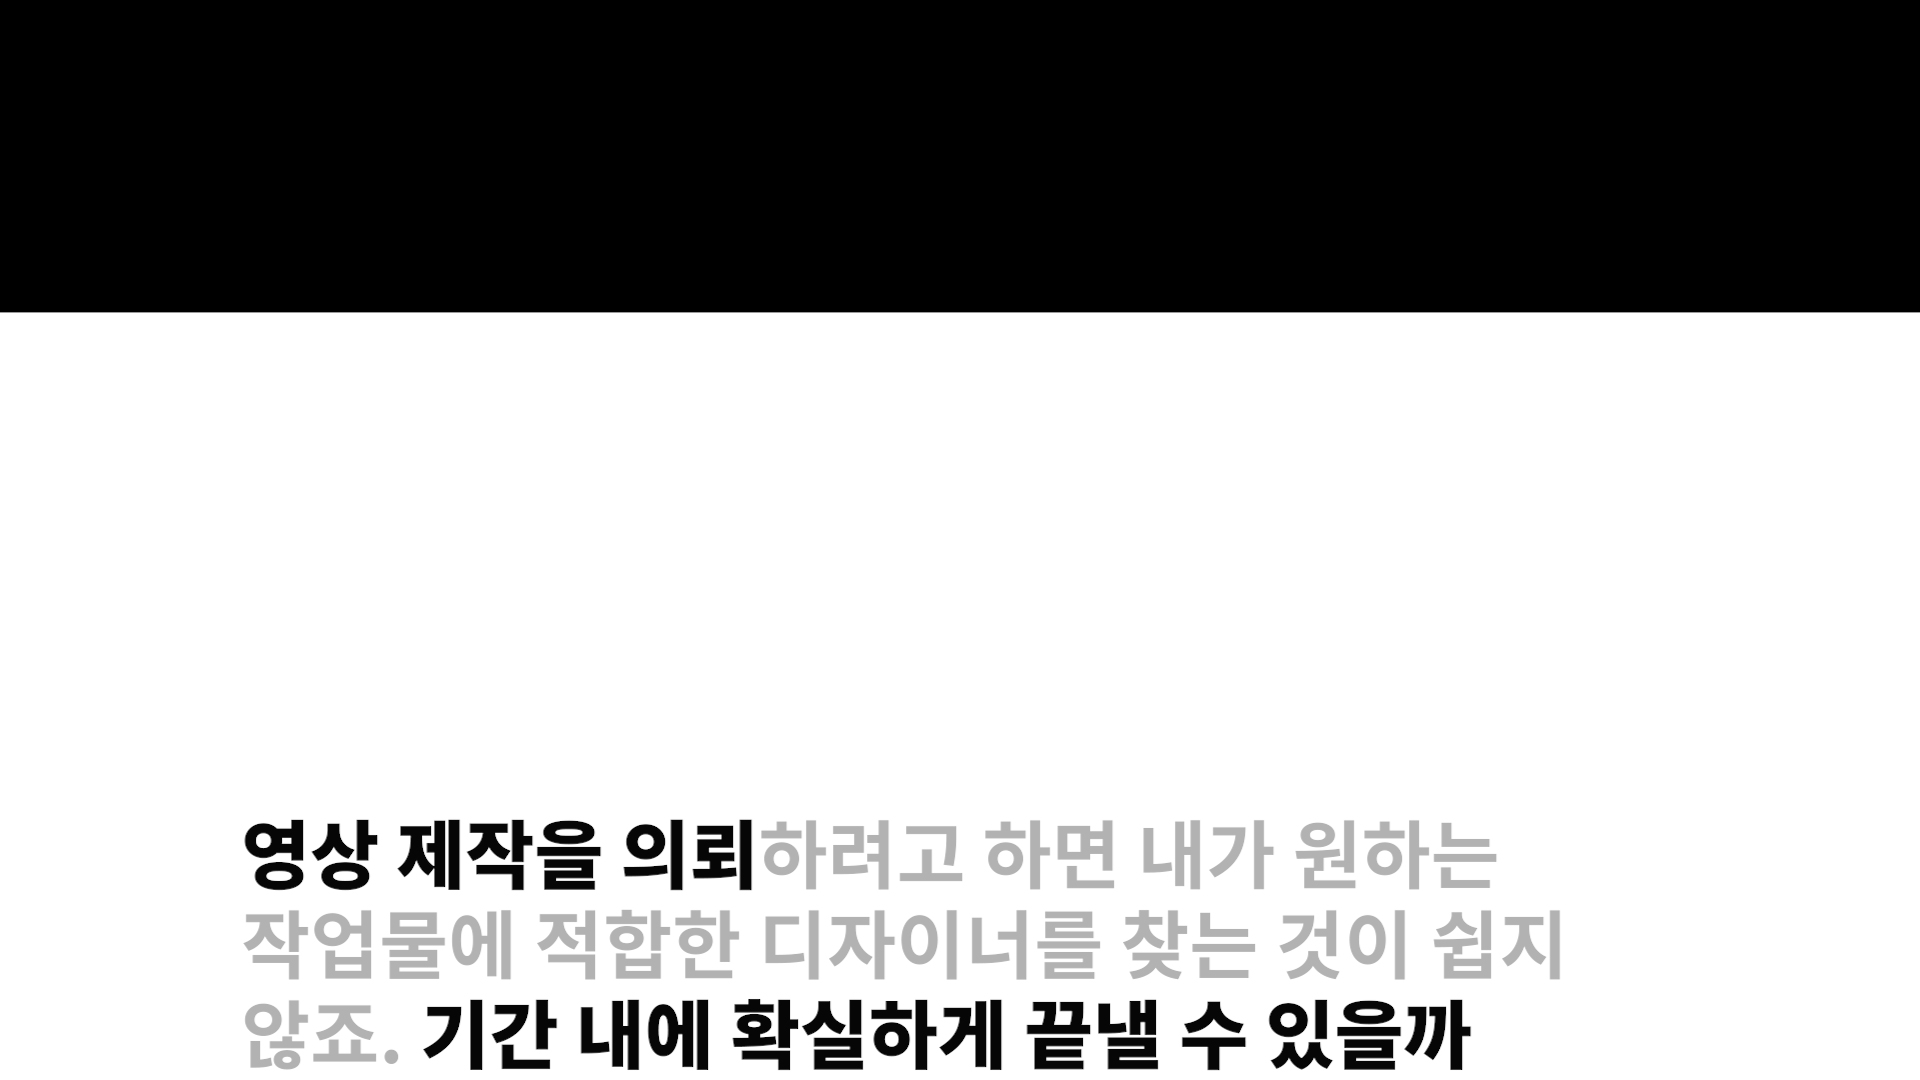 영상 제작을 의뢰하려고 하면 내가 원하는
작업물에 적합한 디자이너를 찾는 것이 쉽지
않죠. 기간 내에 확실하게 끝낼 수 있을까